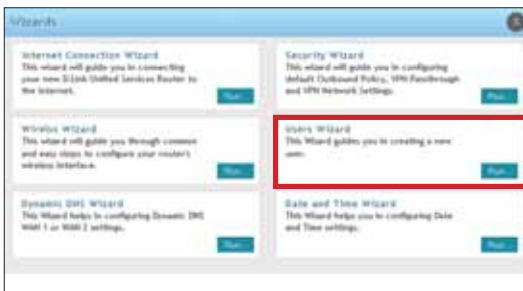 Wizards
Internet Connection Wizard
This wizard will guide you in connecting
your new D-Link Unified Services Router to
the Internet.
Run...
Security Wizard
This wizard will guide you in configuring
default Outbound Policy, VPN Passthrough
and VPN Network Settings.
Run...
Wireless Wizard
This wizard will guide you through common
and easy steps to configure your router's
wireless interface.
Run...
Users Wizard
This Wizard guides you in creating a new
user.
Run...
Dynamic DNS Wizard
This Wizard helps in configuring Dynamic DNS
WAN 1 or WAN 2 settings.
Run...
Date and Time Wizard
This Wizard helps you in configuring Date
and Time settings.
Run...